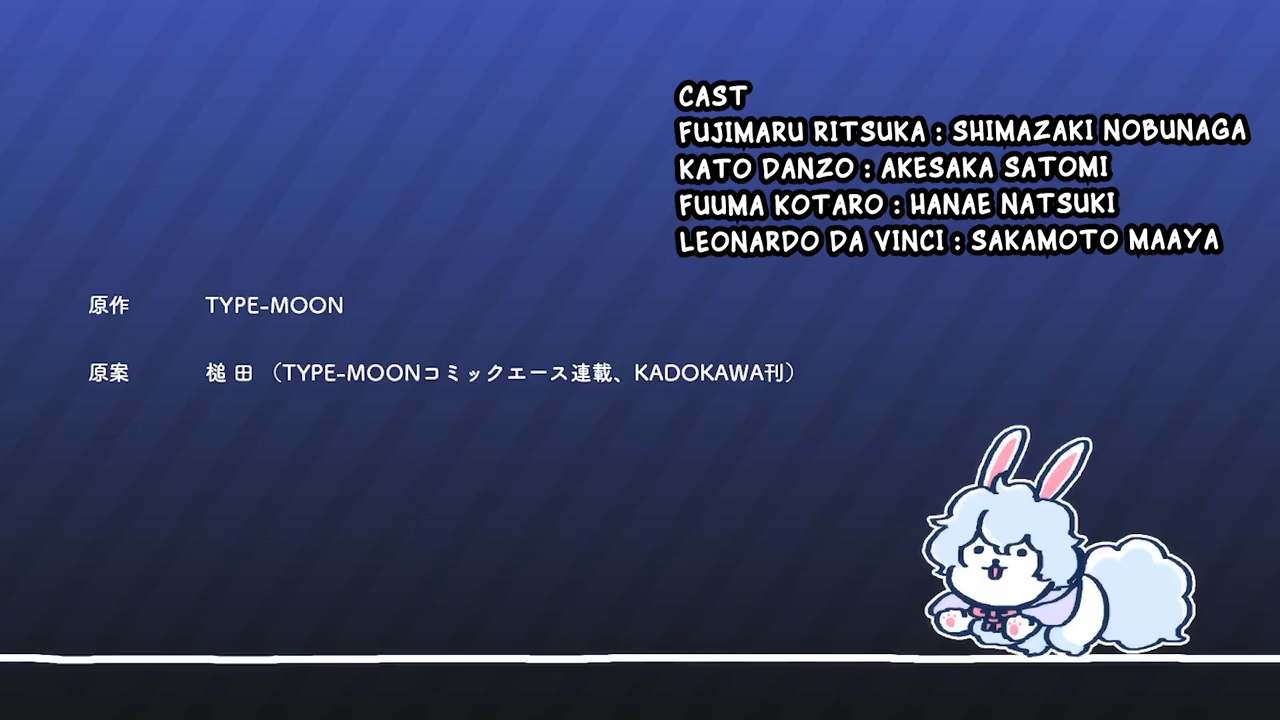 CAST
FUJIMARU RITSUKA : SHIMAZAKI NOBUNAGA
KATO DANZO : AKESAKA SATOMI
FUUMA KOTARO : HANAE NATSUKI
LEONARDO DA VINCI : SAKAMOTO MAAYA
原作 TYPE-MOON
原案 槌田（TYPE-MOONコミックエース連載、KADOKAWA刊）